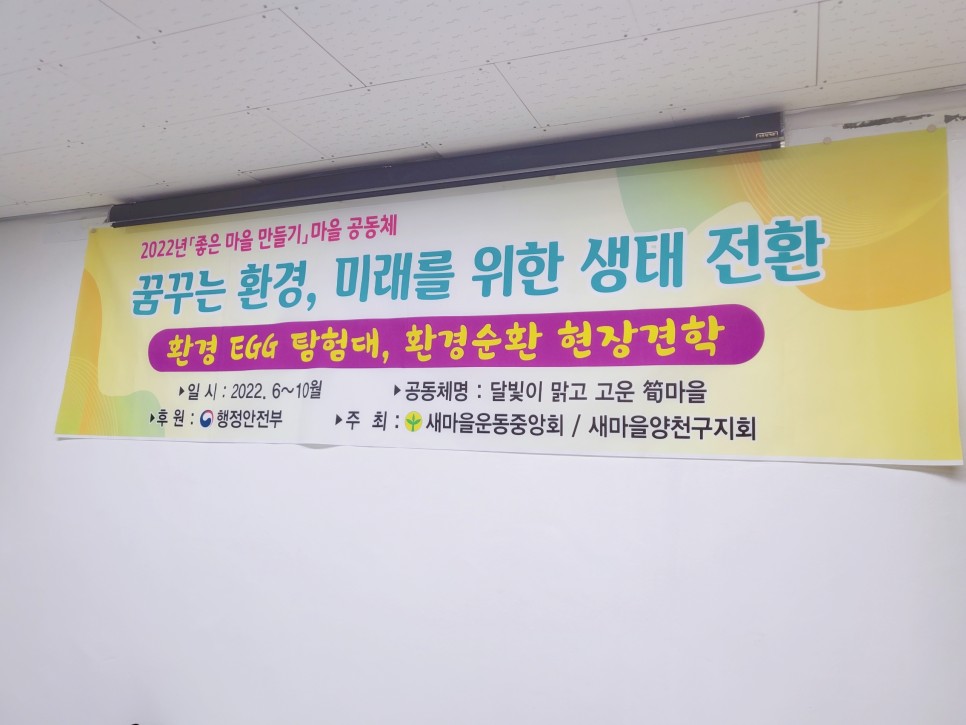 2022년「좋은 마을 만들기」마을 공동체
꿈꾸는 환경, 미래를 위한 생태 전환
환경 EGG 탐험대, 환경순환 현장견학
▶일 시 : 2022. 6~10월 ▶공동체명 : 달빛이 맑고 고운 筍마을
▶후 원 : 행정안전부 ▶주 최 : 새마을운동중앙회 / 새마을양천구지회